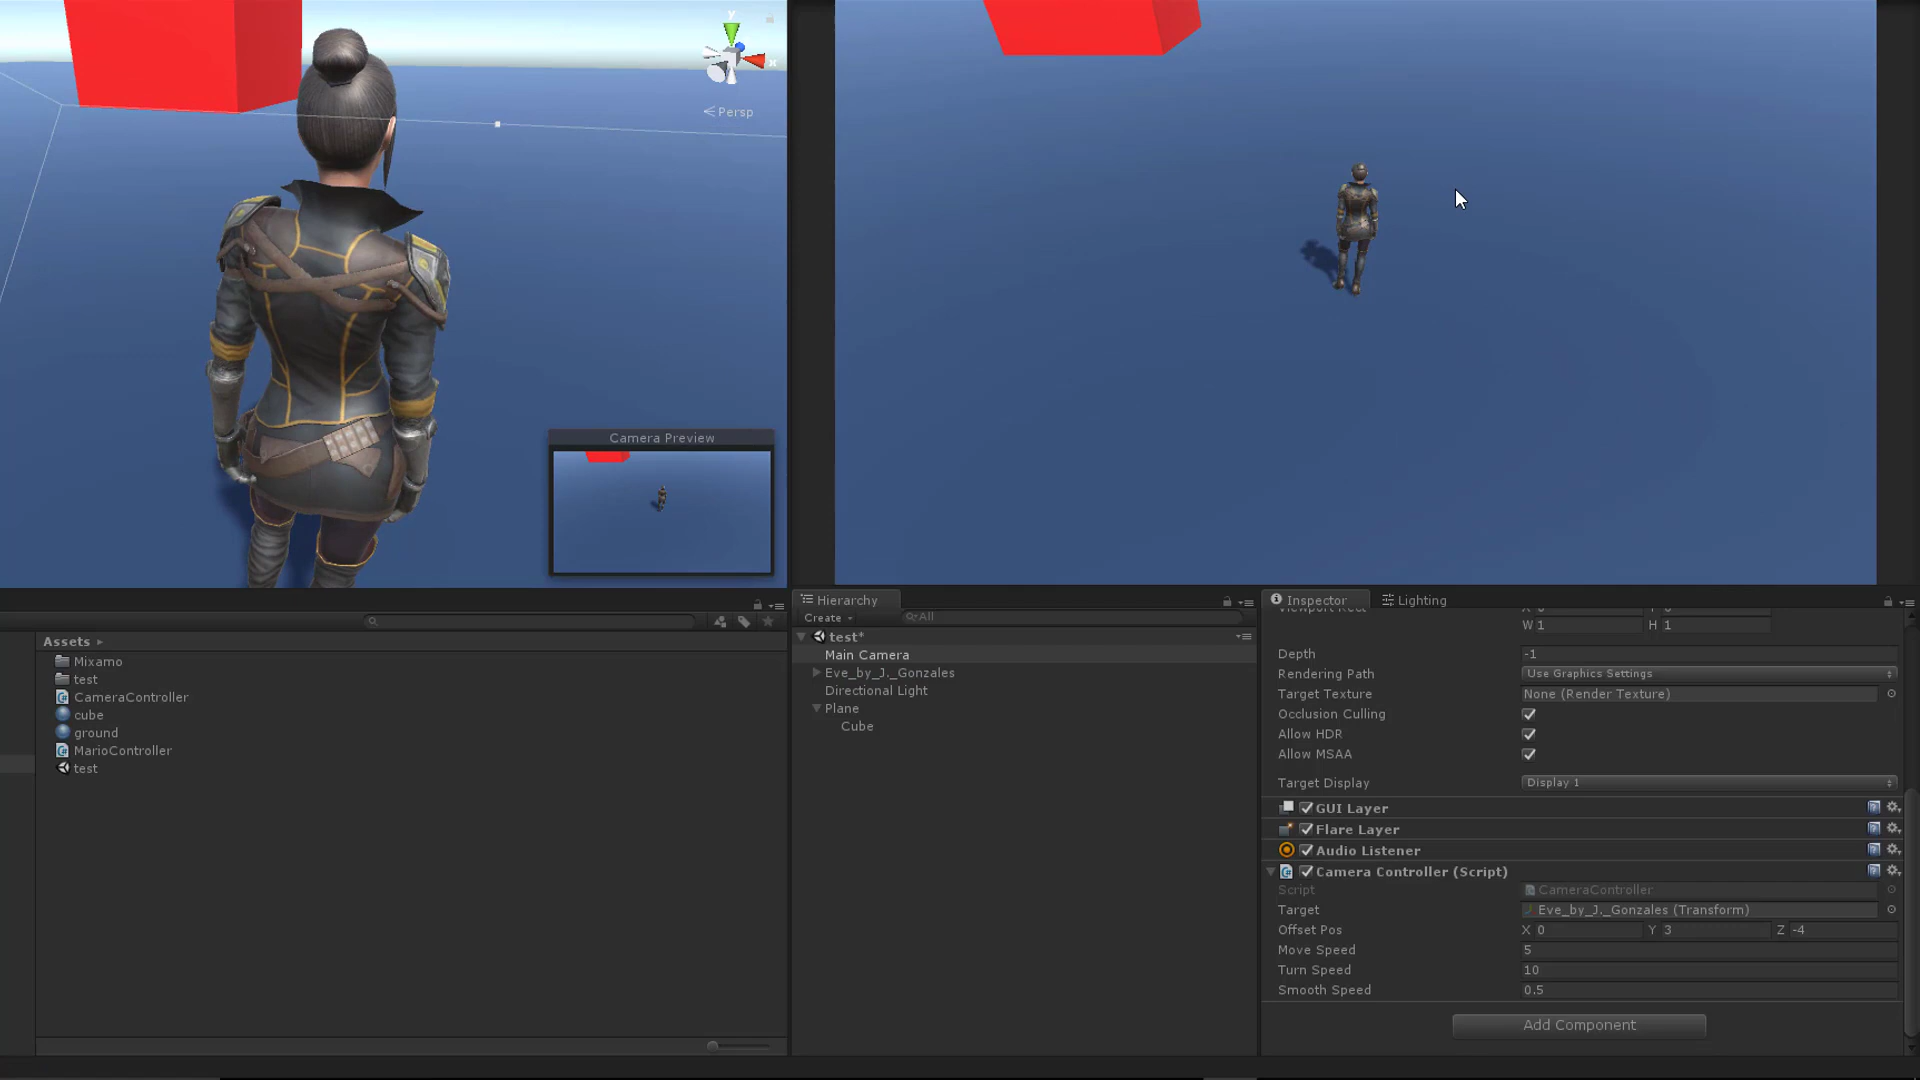 y
x
Persp
Camera Preview
Assets
Mixamo
test
CameraController
cube
ground
MarioController
test
Hierarchy
Create
All
test*
Main Camera
Eve_by_J._Gonzales
Directional Light
Plane
Cube
Inspector
Lighting
W 1 H 1
Depth -1
Rendering Path Use Graphics Settings
Target Texture None (Render Texture)
Occlusion Culling
Allow HDR
Allow MSAA
Target Display Display 1
GUI Layer
Flare Layer
Audio Listener
Camera Controller (Script)
Script CameraController
Target Eve_by_J._Gonzales (Transform)
Offset Pos X 0 Y 3 Z -4
Move Speed 5
Turn Speed 10
Smooth Speed 0.5
Add Component